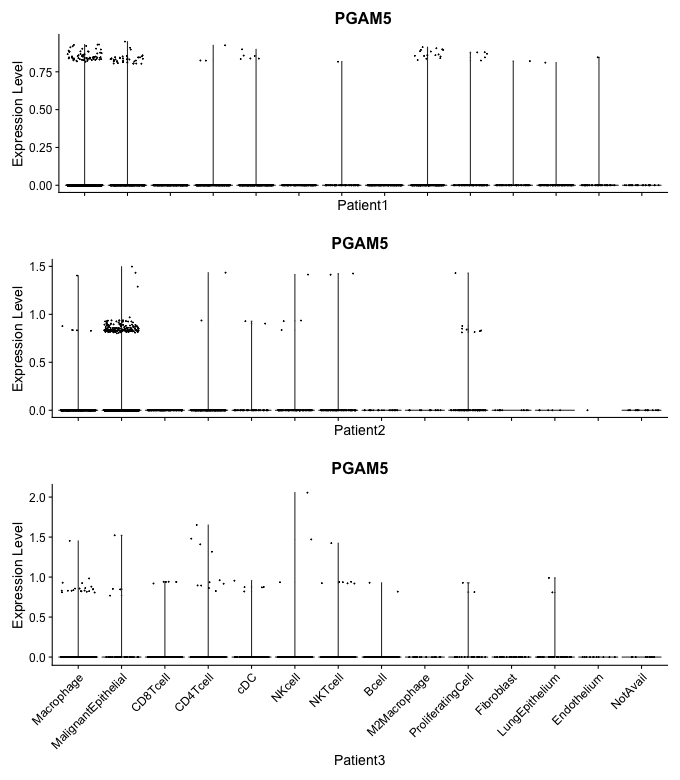 PGAM5
Expression Level
0.75
0.50
0.25
0.00
Patient1
PGAM5
Expression Level
1.5
1.0
0.5
0.0
Patient2
PGAM5
Expression Level
2.0
1.5
1.0
0.5
0.0
Macrophage
MalignantEpithelial
CD8Tcell
CD4Tcell
cDC
NKcell
NKTcell
Bcell
M2Macrophage
ProliferatingCell
Fibroblast
LungEpithelium
Endothelium
NotAvail
Patient3